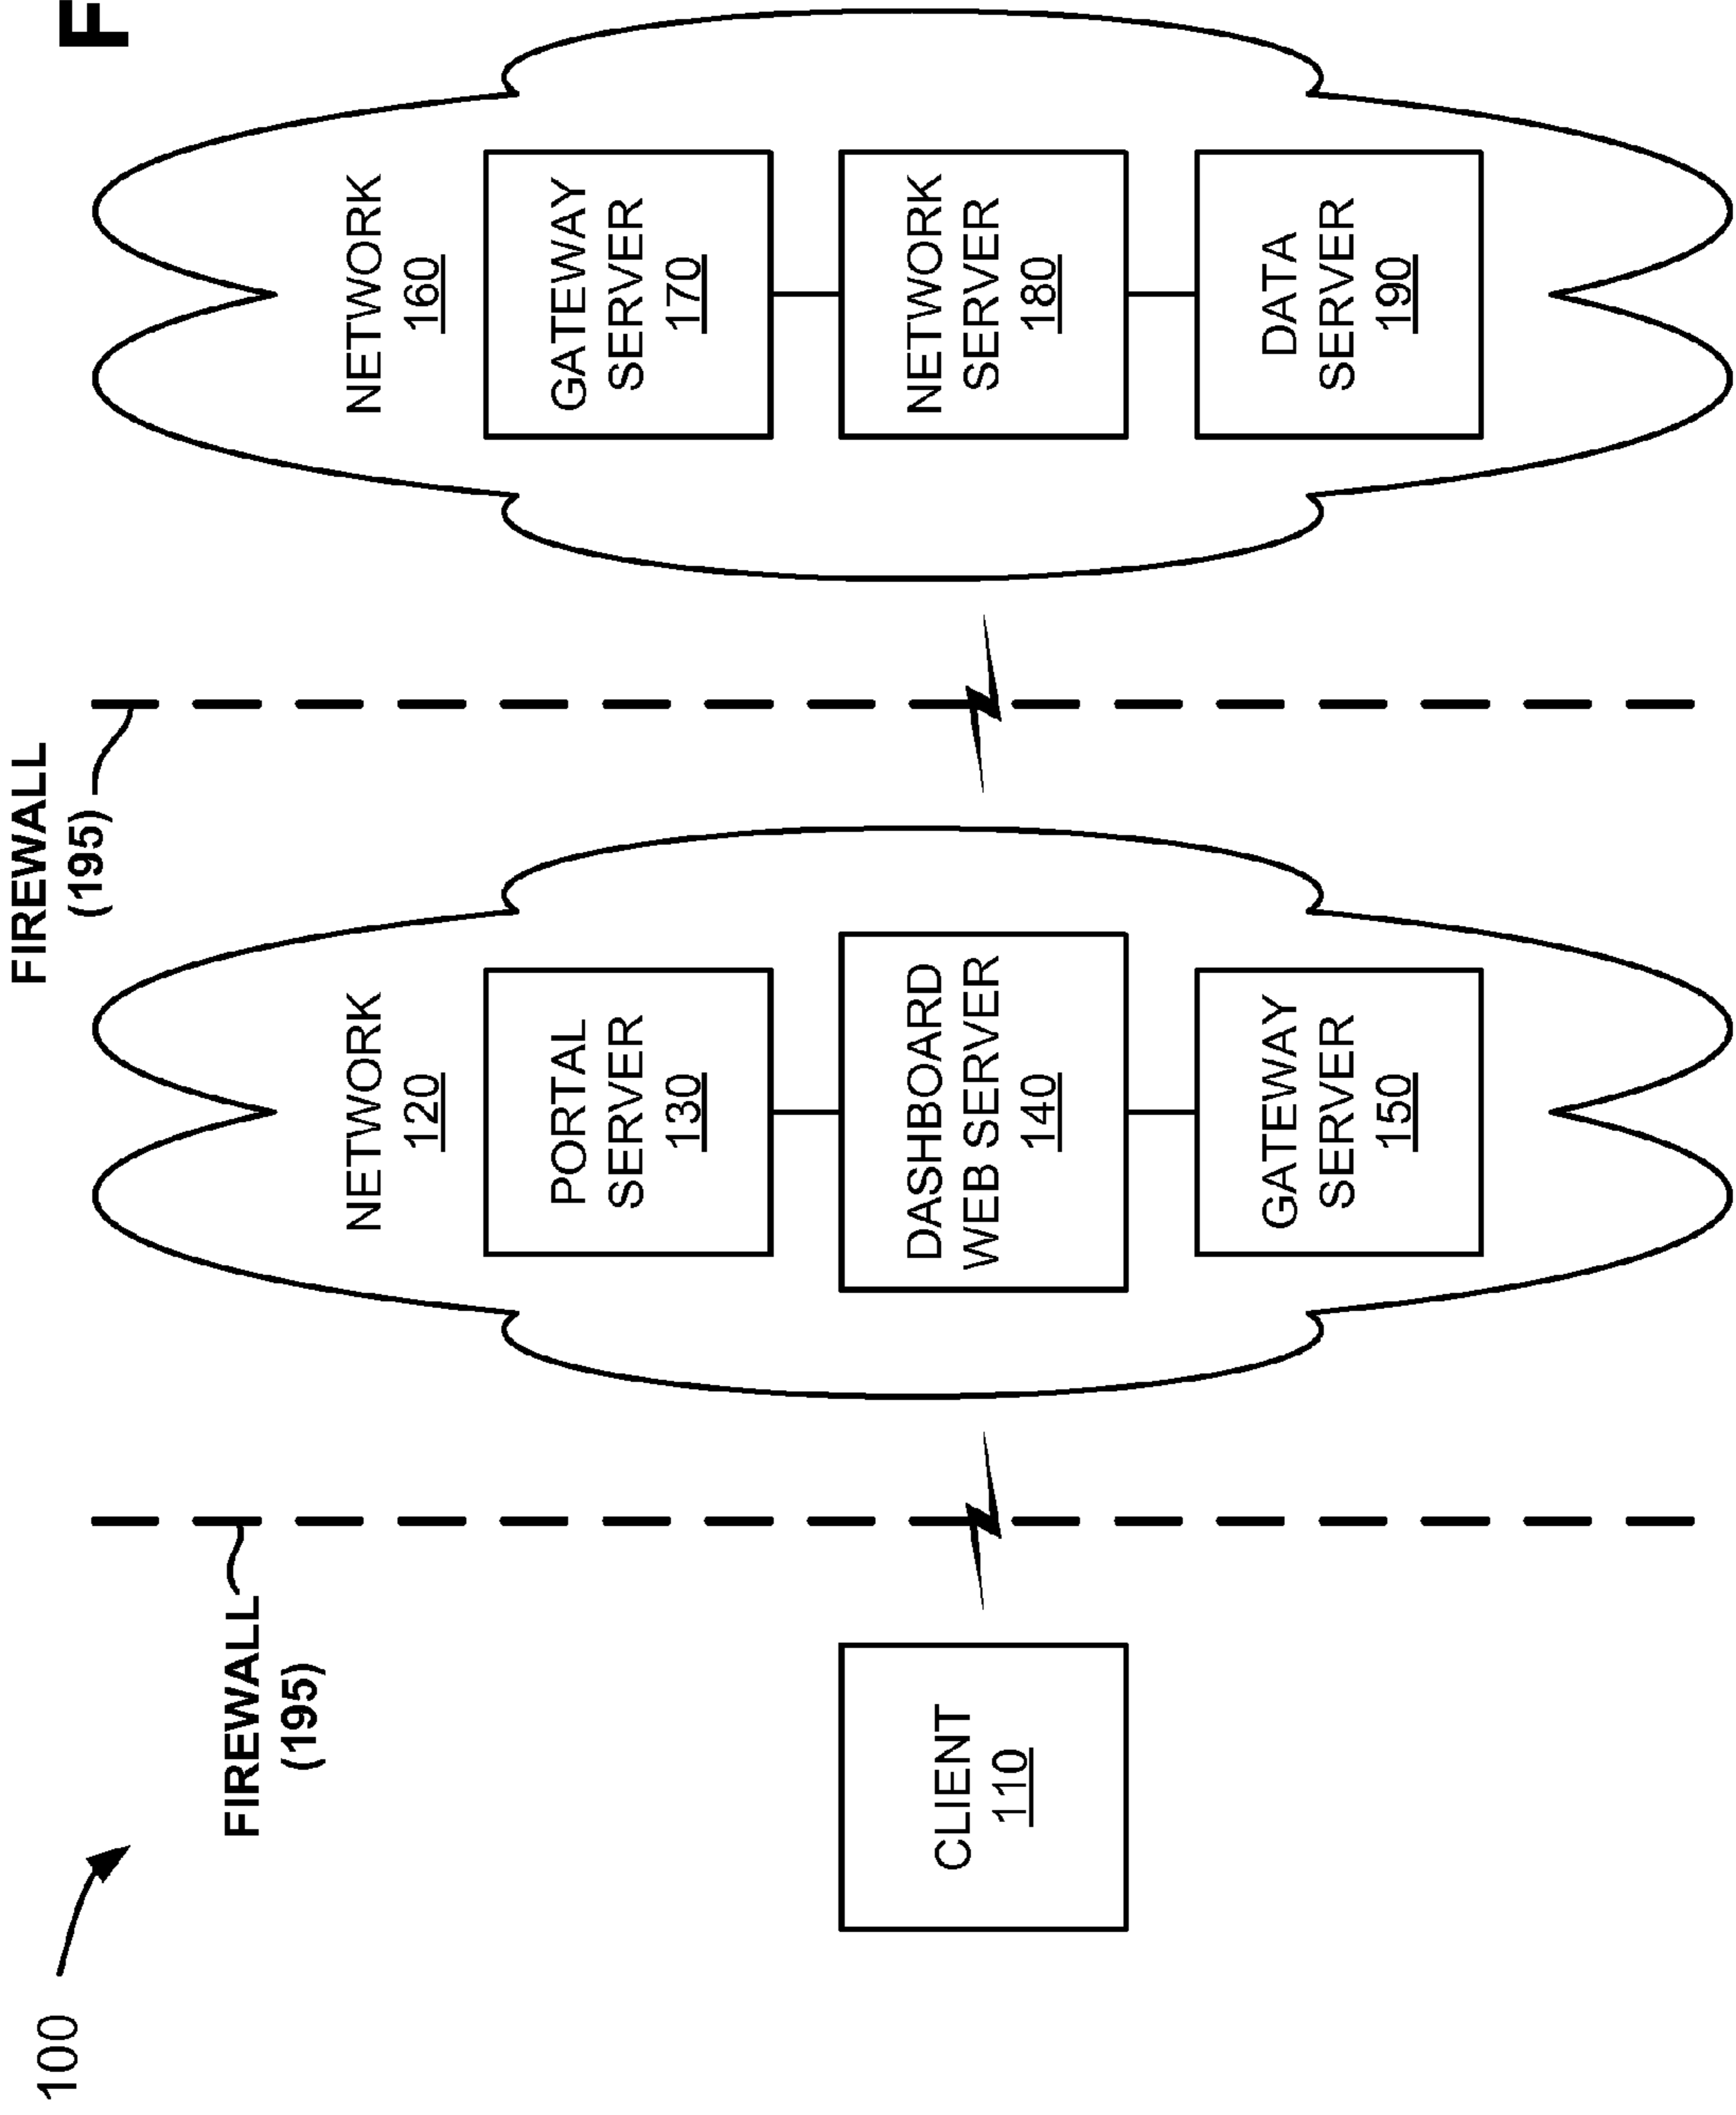 F
100
FIREWALL
(195)
FIREWALL
(195)
CLIENT
110
NETWORK
120
PORTAL
SERVER
130
DASHBOARD
WEB SERVER
140
GATEWAY
SERVER
150
NETWORK
160
GATEWAY
SERVER
170
NETWORK
SERVER
180
DATA
SERVER
190